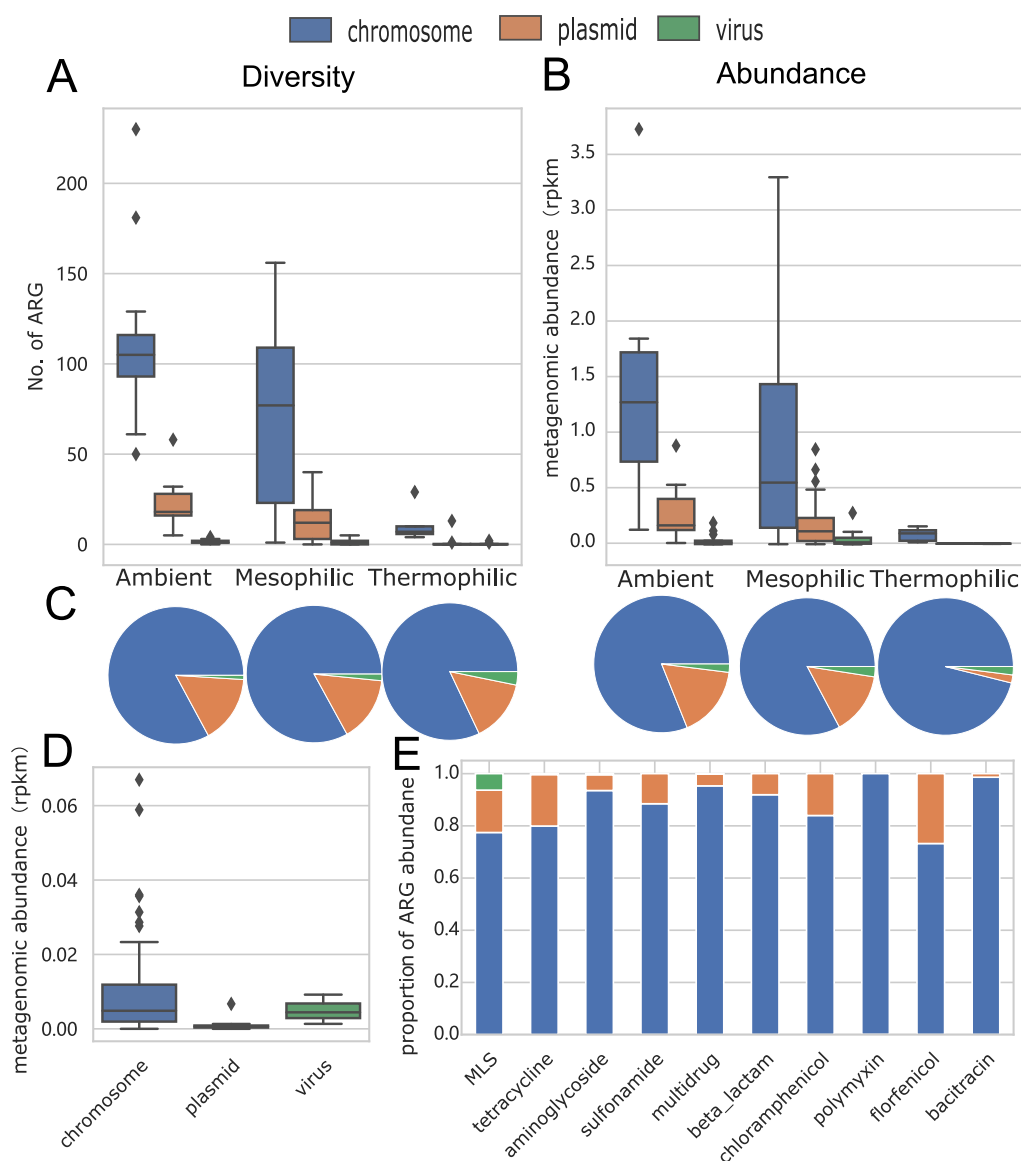 chromosome plasmid virus
A Diversity
B Abundance
No. of ARG
200
150
100
50
0
Ambient Mesophilic Thermophilic
metagenomic abundance (rpkm
3.5
3.0
2.5
2.0
1.5
1.0
0.5
0.0
Ambient Mesophilic Thermophilic
C
D
metagenomic abundance (rpkm)
0.06
0.04
0.02
0.00
chromosome
plasmid
virus
E
proportion of ARG abundane
1.0
0.8
0.6
0.4
0.2
0.0
MLS
tetracycline
aminoglycoside
sulfonamide
multidrug
beta_lactam
chloramphenicol
polymyxin
florfenicol
bacitracin